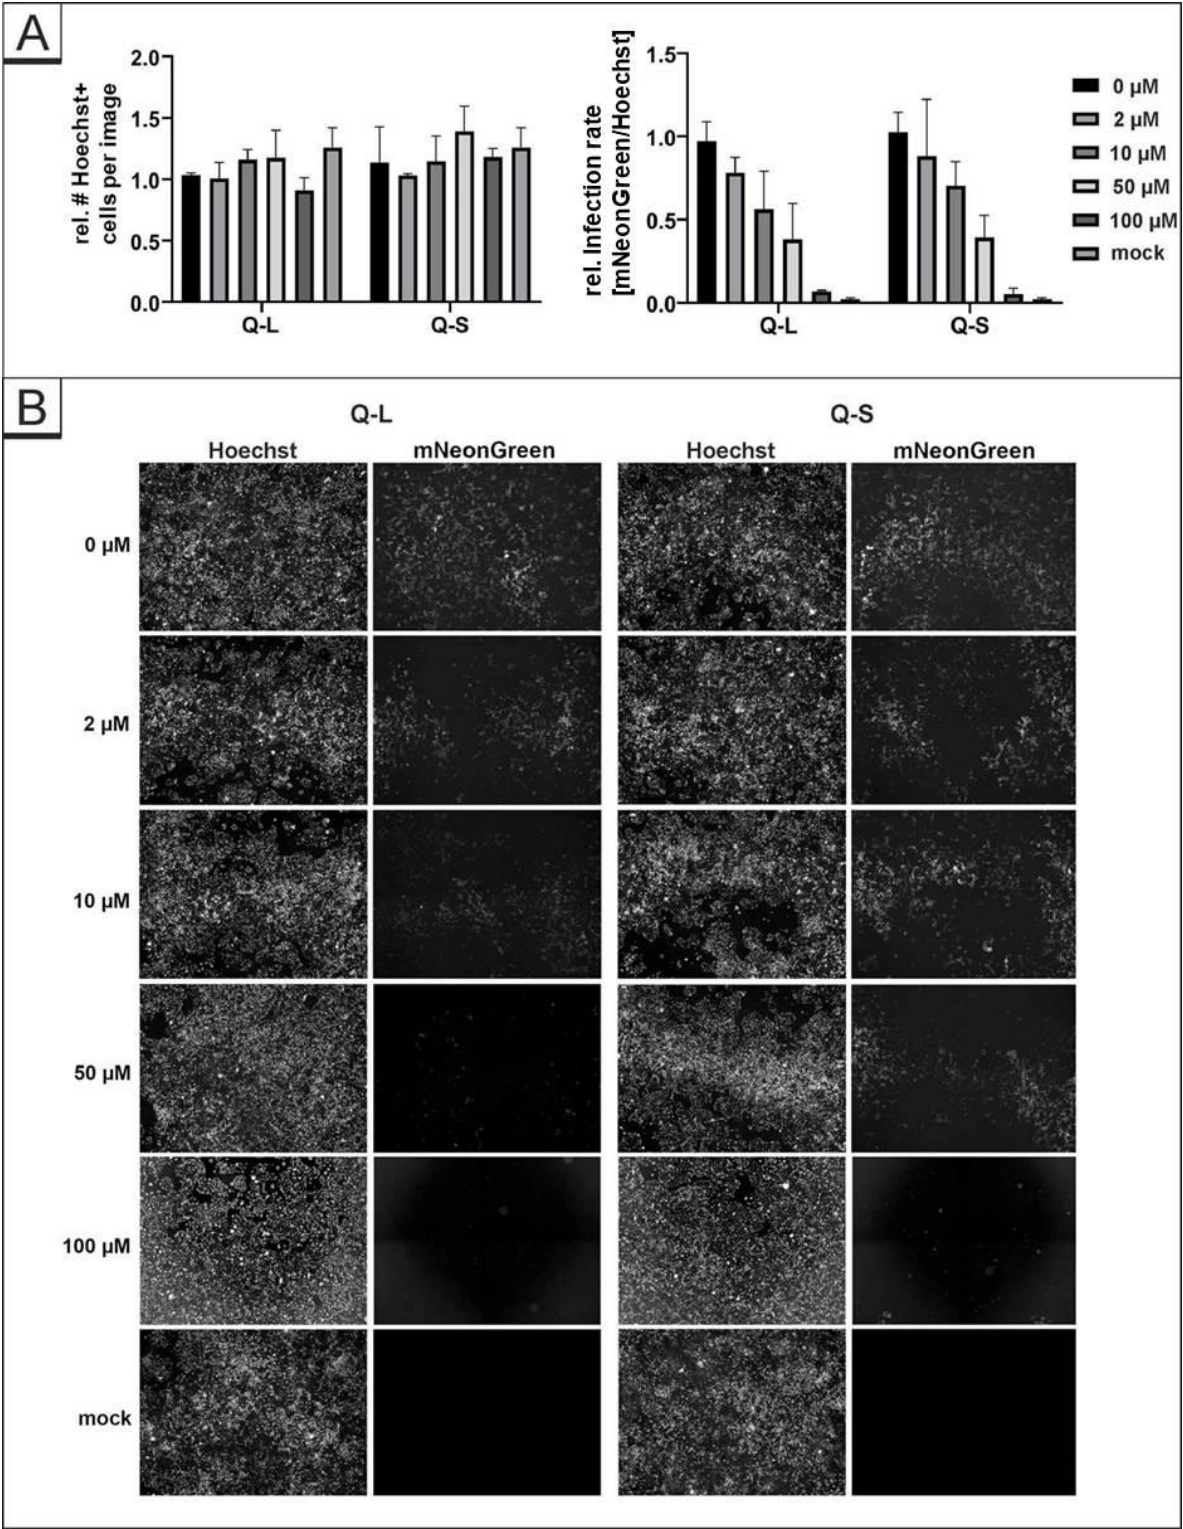 A
rel. # Hoechst+
cells per image
2.0
1.5
1.0
0.5
0.0
Q-L
Q-S
rel. Infection rate
[mNeonGreen/Hoechst]
1.5
1.0
0.5
0.0
Q-L
Q-S
0 µM
2 µM
10 µM
50 µM
100 µM
mock
B
Q-L
Q-S
Hoechst
mNeonGreen
Hoechst
mNeonGreen
0 µM
2 µM
10 µM
50 µM
100 µM
mock